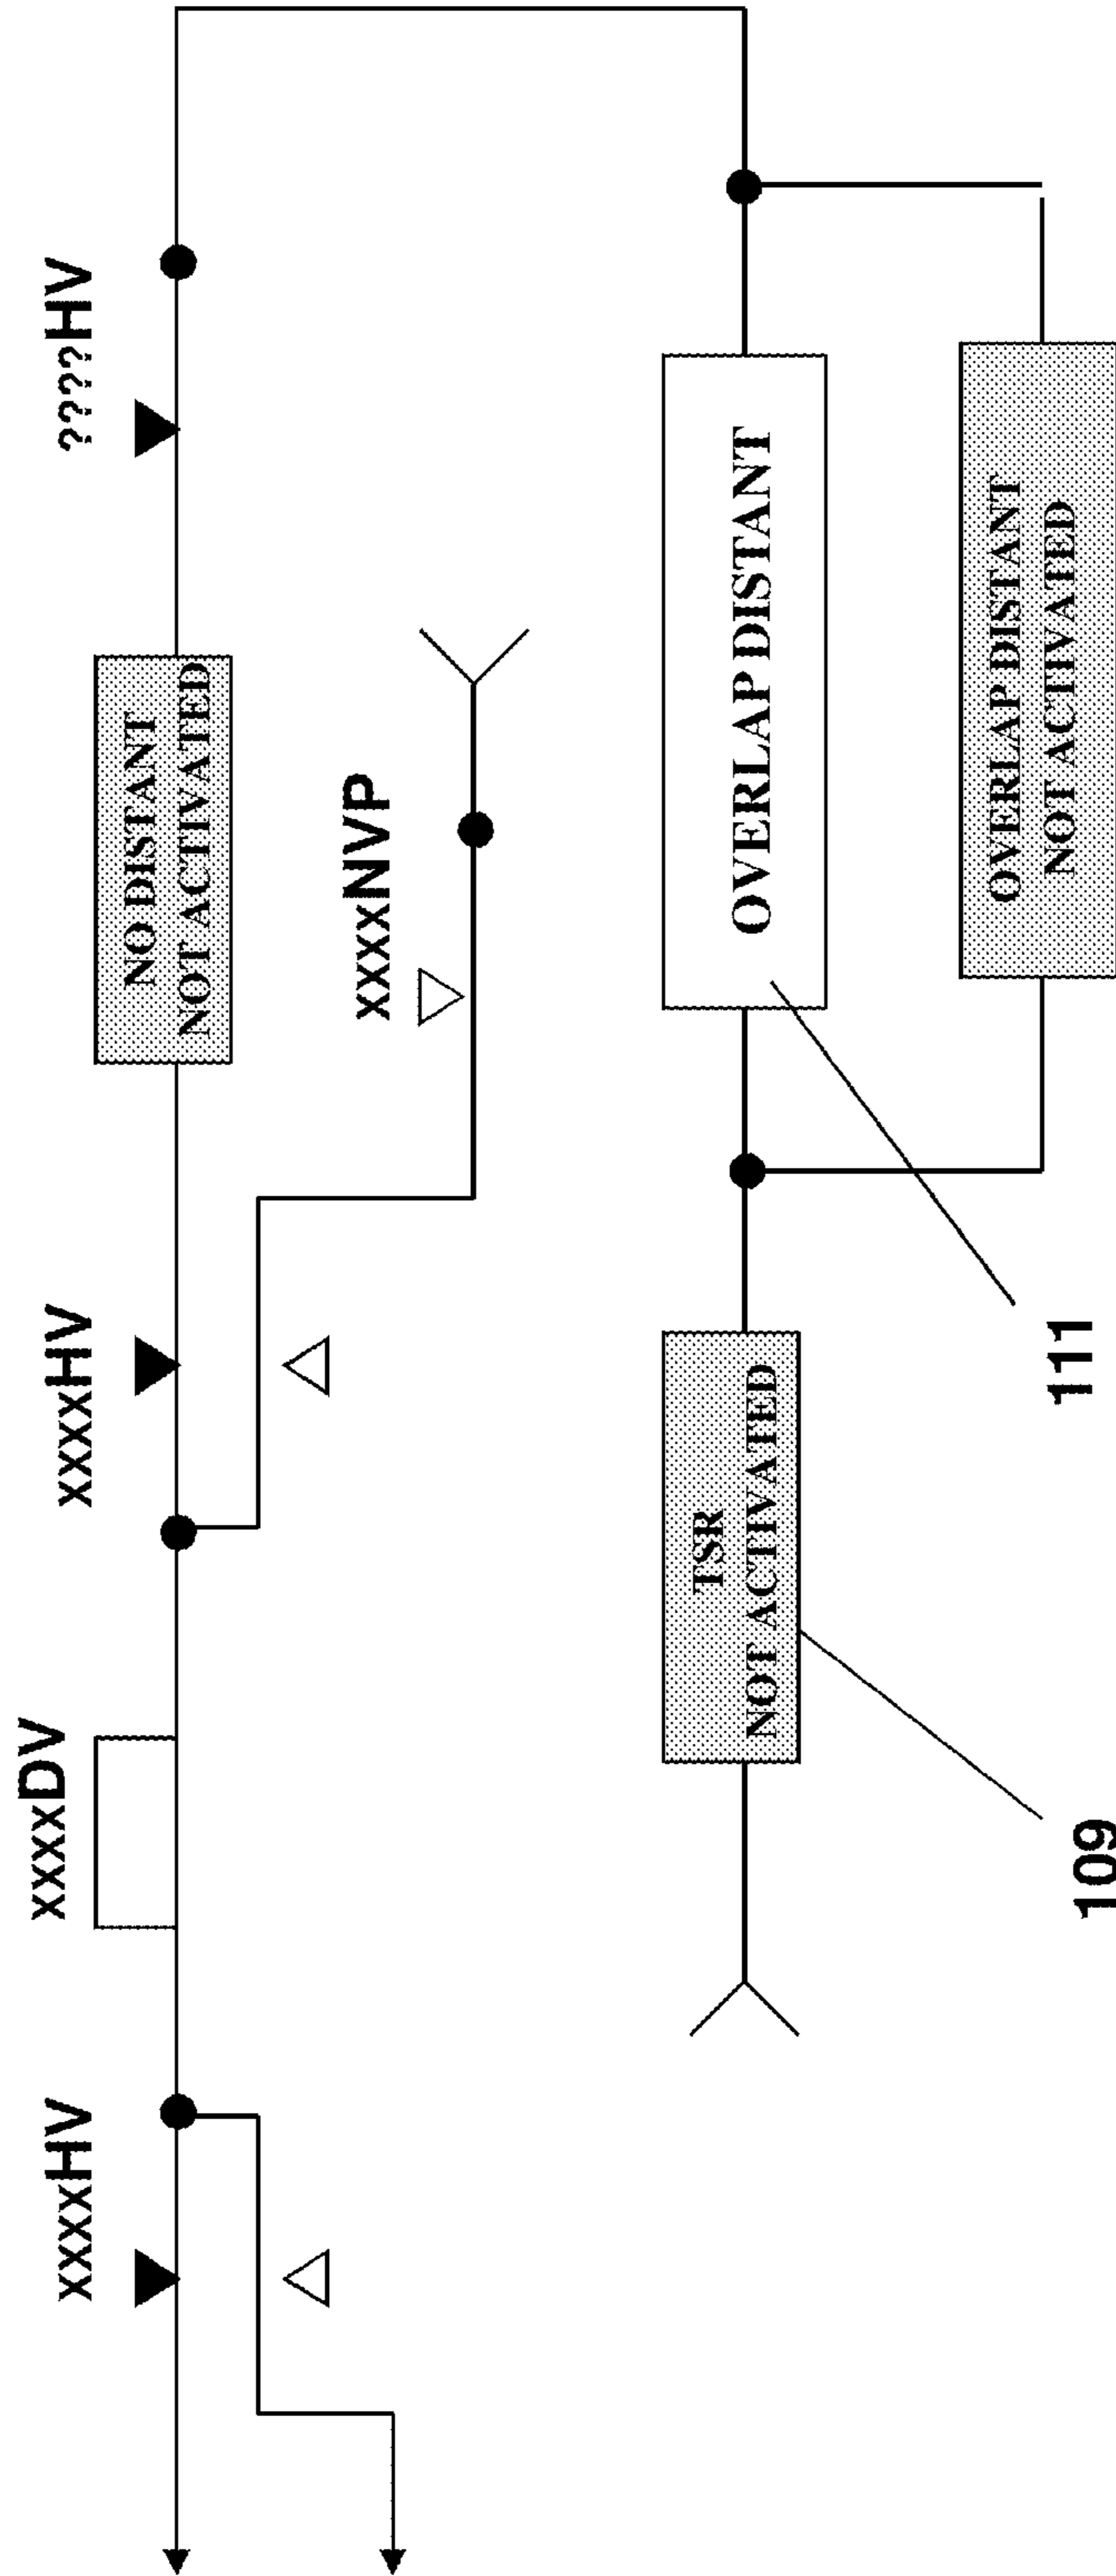 xxxxHV
xxxxDV
xxxxHV
NO DISTANT
NOT ACTIVATED
????HV
xxxxNVP
TSR
NOT ACTIVATED
OVERLAP DISTANT
OVERLAP DISTANT
NOT ACTIVATED
109
111